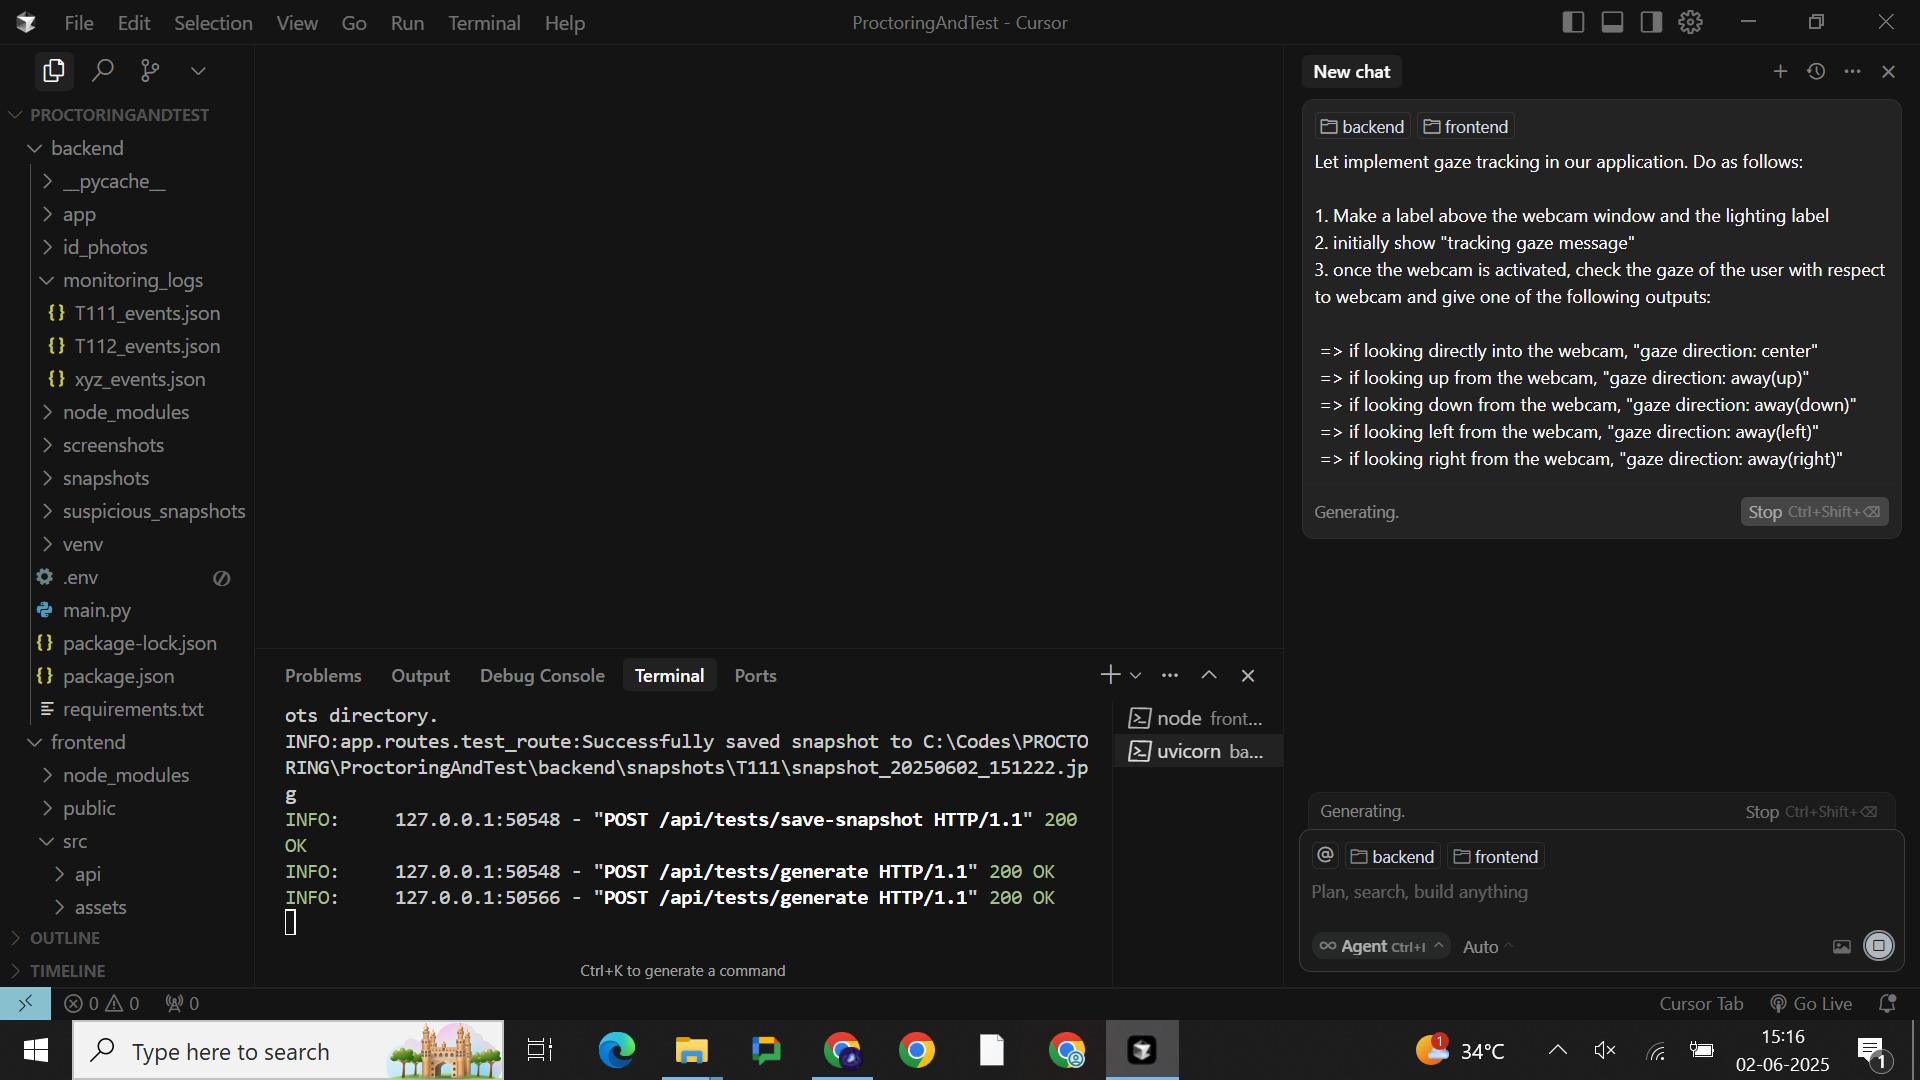 File Edit Selection View Go Run Terminal Help
ProctoringAndTest - Cursor
PROCTORINGANDTEST
backend
__pycache__
app
id_photos
monitoring_logs
{} T111_events.json
{} T112_events.json
{} xyz_events.json
node_modules
screenshots
snapshots
suspicious_snapshots
venv
.env
main.py
{} package-lock.json
{} package.json
requirements.txt
frontend
node_modules
public
src
api
assets
OUTLINE
TIMELINE
Problems Output Debug Console Terminal Ports
ots directory.
INFO:app.routes.test_route:Successfully saved snapshot to C:\Codes\PROCTO
RING\ProctoringAndTest\backend\snapshots\T111\snapshot_20250602_151222.jp
g
INFO: 127.0.0.1:50548 - "POST /api/tests/save-snapshot HTTP/1.1" 200
OK
INFO: 127.0.0.1:50548 - "POST /api/tests/generate HTTP/1.1" 200 OK
INFO: 127.0.0.1:50566 - "POST /api/tests/generate HTTP/1.1" 200 OK
Ctrl+K to generate a command
node front...
uvicorn ba...
New chat
backend frontend
Let implement gaze tracking in our application. Do as follows:
1. Make a label above the webcam window and the lighting label
2. initially show "tracking gaze message"
3. once the webcam is activated, check the gaze of the user with respect
to webcam and give one of the following outputs:
=> if looking directly into the webcam, "gaze direction: center"
=> if looking up from the webcam, "gaze direction: away(up)"
=> if looking down from the webcam, "gaze direction: away(down)"
=> if looking left from the webcam, "gaze direction: away(left)"
=> if looking right from the webcam, "gaze direction: away(right)"
Generating. Stop Ctrl+Shift+⌫
Generating. Stop Ctrl+Shift+⌫
@ backend frontend
Plan, search, build anything
∞ Agent Ctrl+I Auto
0 0 0
Cursor Tab Go Live
Type here to search
1 34°C
15:16
02-06-2025
1